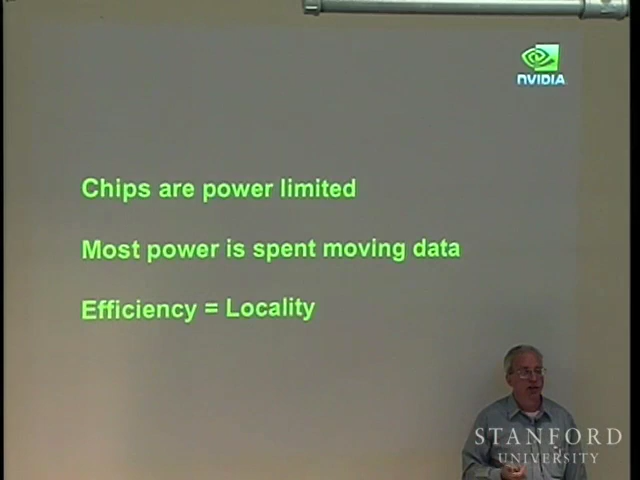 NVIDIA
Chips are power limited
Most power is spent moving data
Efficiency = Locality
STANFORD
UNIVERSITY